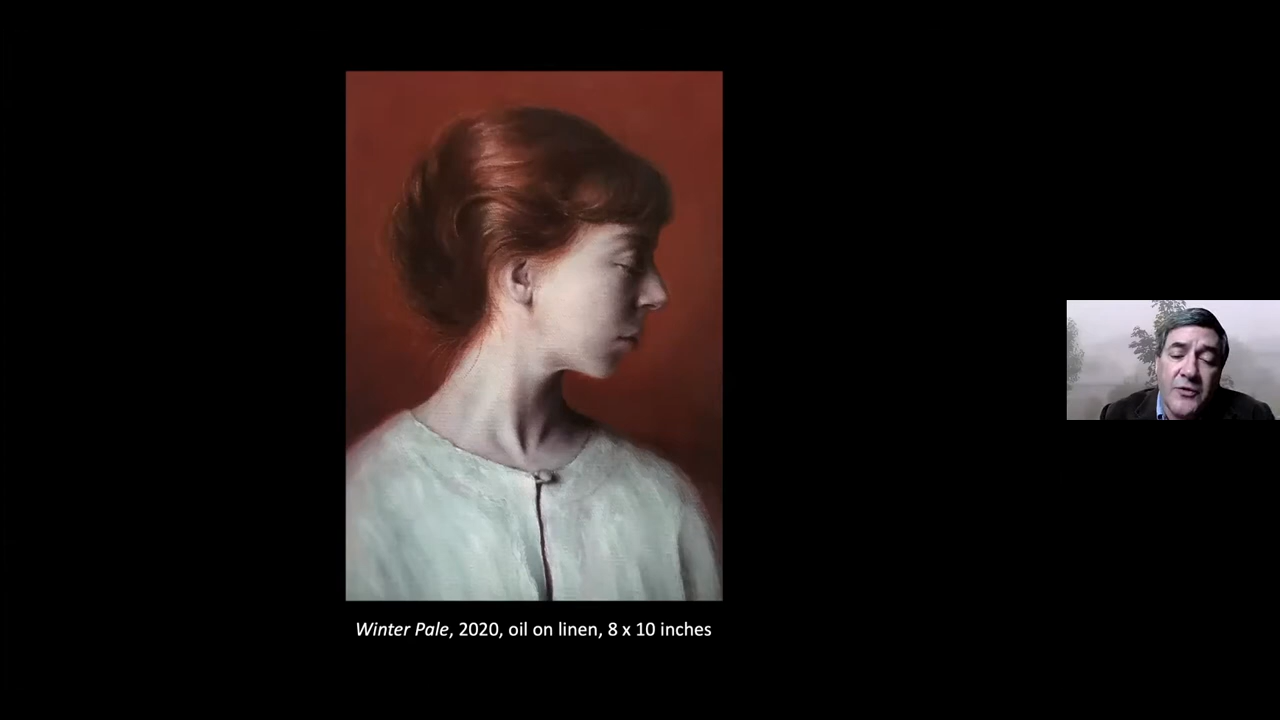 Winter Pale, 2020, oil on linen, 8 x 10 inches